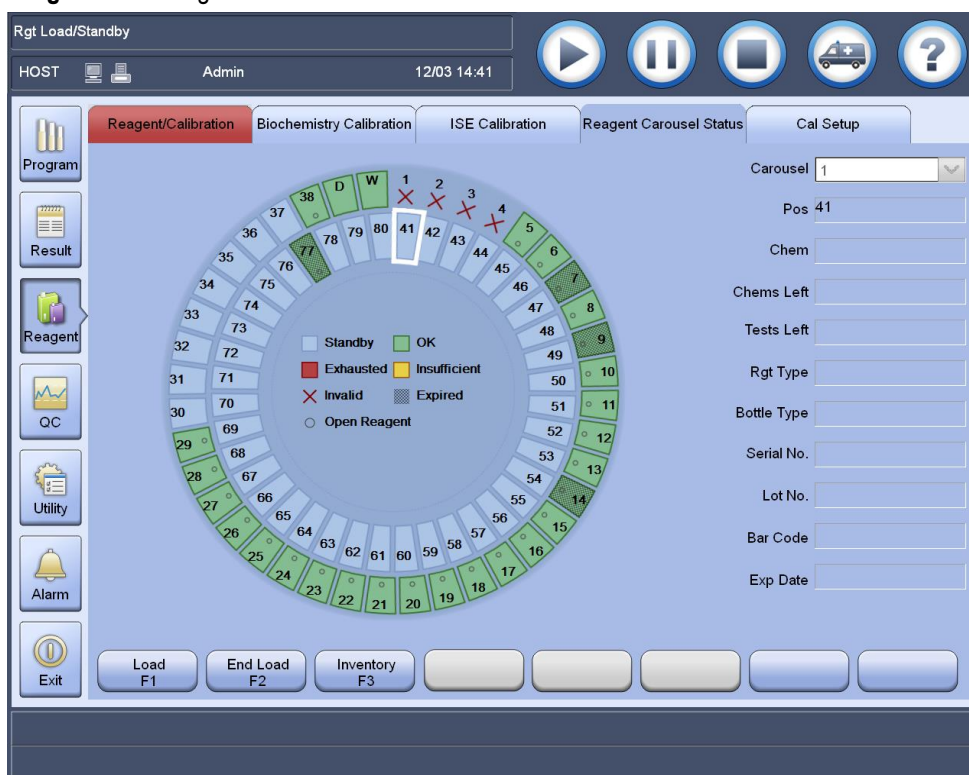 Rgt Load/Standby
HOST Admin 12/03 14:41
?
Reagent/Calibration Biochemistry Calibration ISE Calibration Reagent Carousel Status Cal Setup
Program
Result
Reagent
QC
Utility
Alarm
Exit
D W 1 2 3 4 5 6 7 8 9 10 11 12 13 14 15 16 17 18 19 20 21 22 23 24 25 26 27 28 29 30 31 32 33 34 35 36 37 38
41 42 43 44 45 46 47 48 49 50 51 52 53 54 55 56 57 58 59 60 61 62 63 64 65 66 67 68 69 70 71 72 73 74 75 76 77 78 79 80
Standby OK
Exhausted Insufficient
Invalid Expired
Open Reagent
Carousel 1
Pos 41
Chem
Chems Left
Tests Left
Rgt Type
Bottle Type
Serial No.
Lot No.
Bar Code
Exp Date
Load End Load Inventory
F1 F2 F3